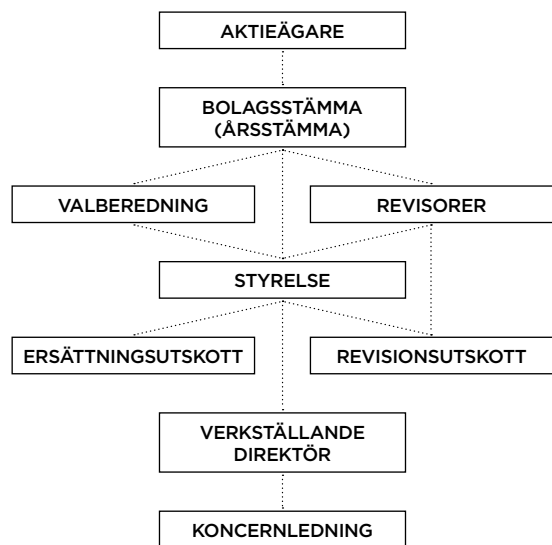 AKTIEÄGARE
BOLAGSSTÄMMA
(ÅRSSTÄMMA)
VALBEREDNING
REVISORER
STYRELSE
ERSÄTTNINGSUTSKOTT
REVISIONSUTSKOTT
VERKSTÄLLANDE
DIREKTÖR
KONCERNLEDNING